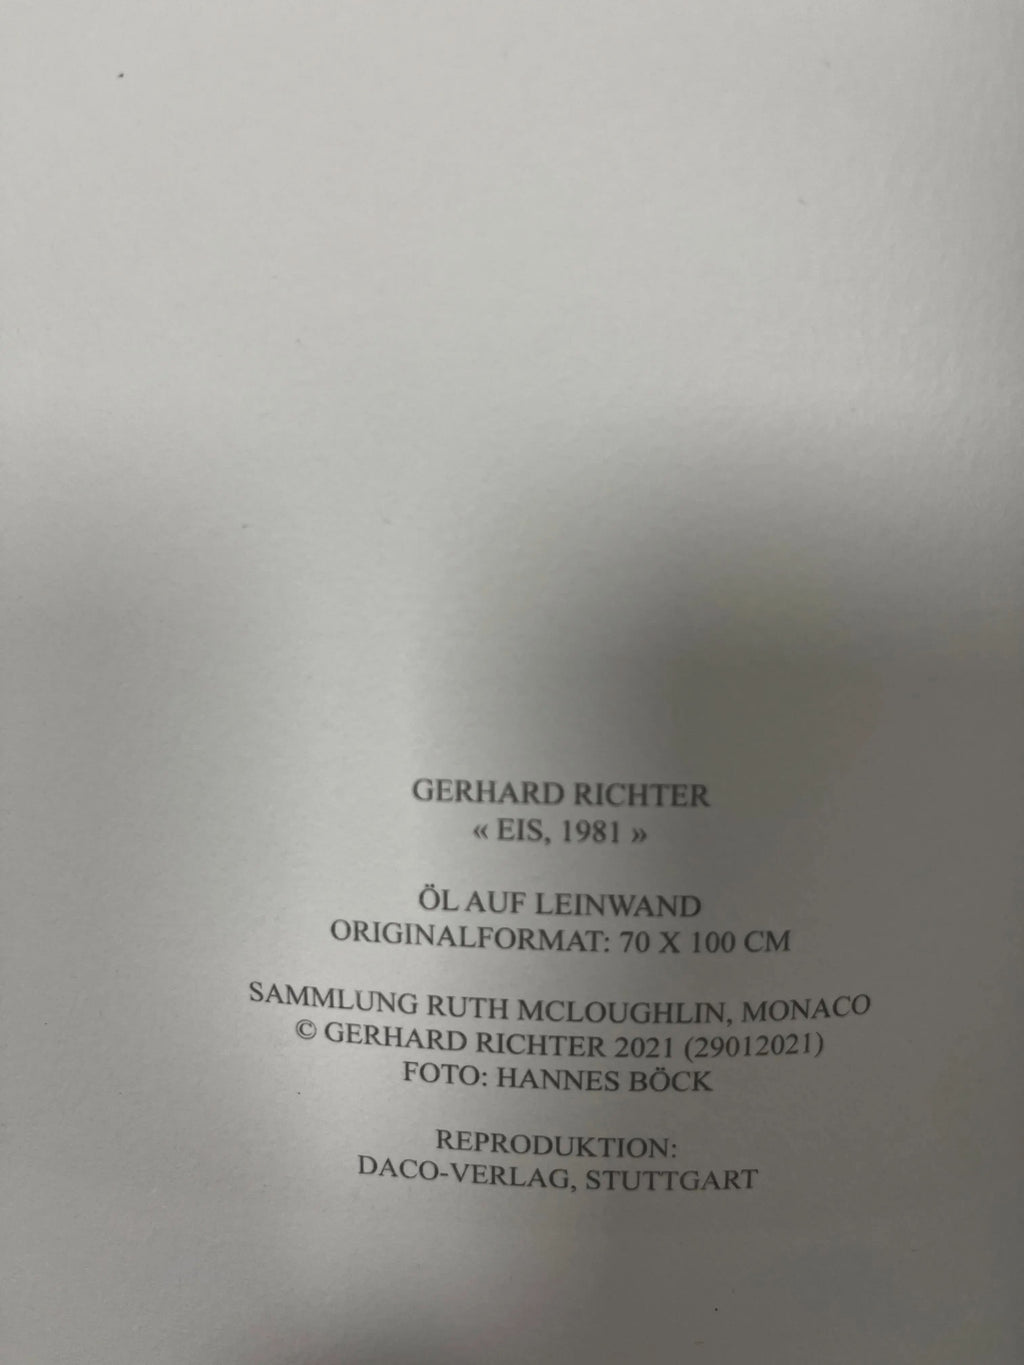 GERHARD RICHTER
« EIS, 1981 »
ÖL AUF LEINWAND
ORIGINALFORMAT: 70 X 100 CM
SAMMLUNG RUTH MCLOUGHLIN, MONACO
© GERHARD RICHTER 2021 (29012021)
FOTO: HANNES BÖCK
REPRODUKTION:
DACO-VERLAG, STUTTGART